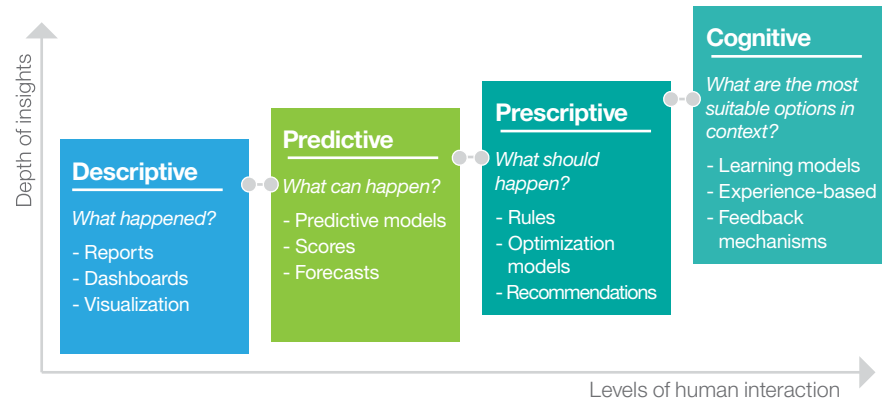 Depth of insights
Descriptive
What happened?
- Reports
- Dashboards
- Visualization
Predictive
What can happen?
- Predictive models
- Scores
- Forecasts
Prescriptive
What should
happen?
- Rules
- Optimization
models
- Recommendations
Cognitive
What are the most
suitable options in
context?
- Learning models
- Experience-based
- Feedback
mechanisms
Levels of human interaction